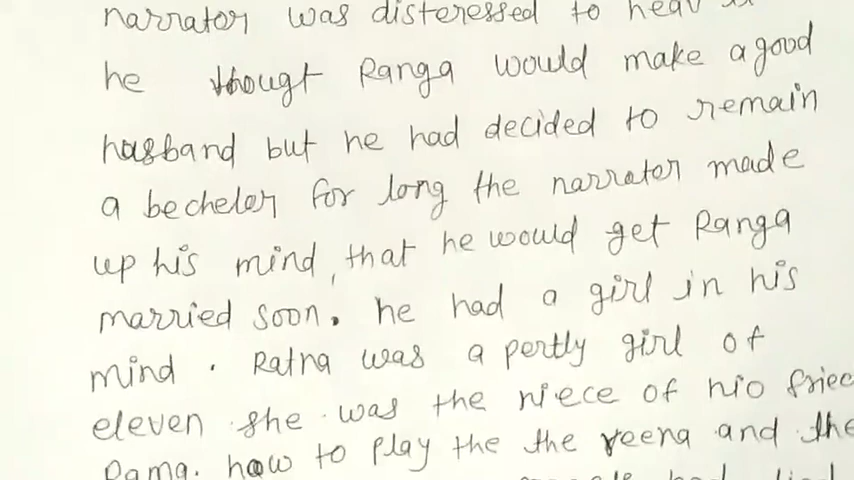 narrator was disteressed to hear
he thougt Ranga would make a good
hasband but he had decided to remain
a becheler for long the narrator made
up his mind, that he would get Ranga
married soon. he had a girl in his
mind. Ratna was a pertly girl of
eleven she was the niece of hio
Rama. how to play the the veena and the
had